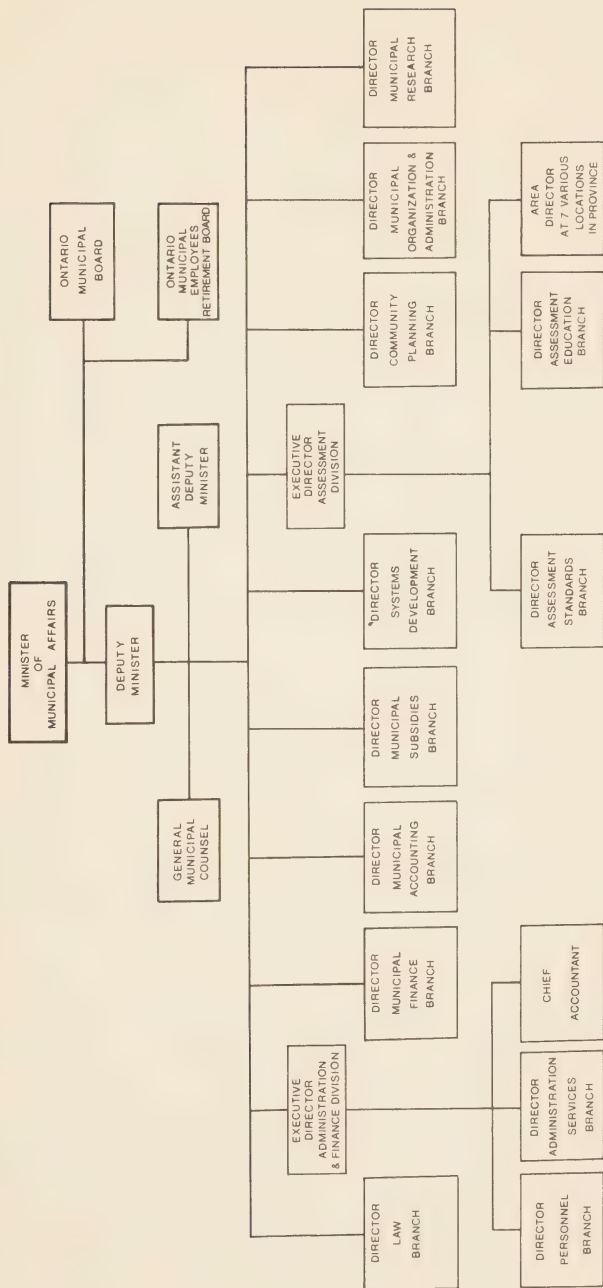 MINISTER
OF
MUNICIPAL AFFAIRS
ONTARIO
MUNICIPAL
BOARD
DEPUTY
MINISTER
ONTARIO
MUNICIPAL
EMPLOYEES
RETIREMENT BOARD
GENERAL
MUNICIPAL
COUNSEL
ASSISTANT
DEPUTY
MINISTER
DIRECTOR
LAW
BRANCH
EXECUTIVE
DIRECTOR
ADMINISTRATION
& FINANCE DIVISION
DIRECTOR
MUNICIPAL
FINANCE
BRANCH
DIRECTOR
MUNICIPAL
ACCOUNTING
BRANCH
DIRECTOR
MUNICIPAL
SUBSIDIES
BRANCH
DIRECTOR
SYSTEMS
DEVELOPMENT
BRANCH
EXECUTIVE
DIRECTOR
ASSESSMENT
DIVISION
DIRECTOR
COMMUNITY
PLANNING
BRANCH
DIRECTOR
MUNICIPAL
ORGANIZATION &
ADMINISTRATION
BRANCH
DIRECTOR
MUNICIPAL
RESEARCH
BRANCH
DIRECTOR
PERSONNEL
BRANCH
DIRECTOR
ADMINISTRATION
SERVICES
BRANCH
CHIEF
ACCOUNTANT
DIRECTOR
ASSESSMENT
STANDARDS
BRANCH
DIRECTOR
ASSESSMENT
EDUCATION
BRANCH
AREA
DIRECTOR
AT 7 VARIOUS
LOCATIONS
IN PROVINCE